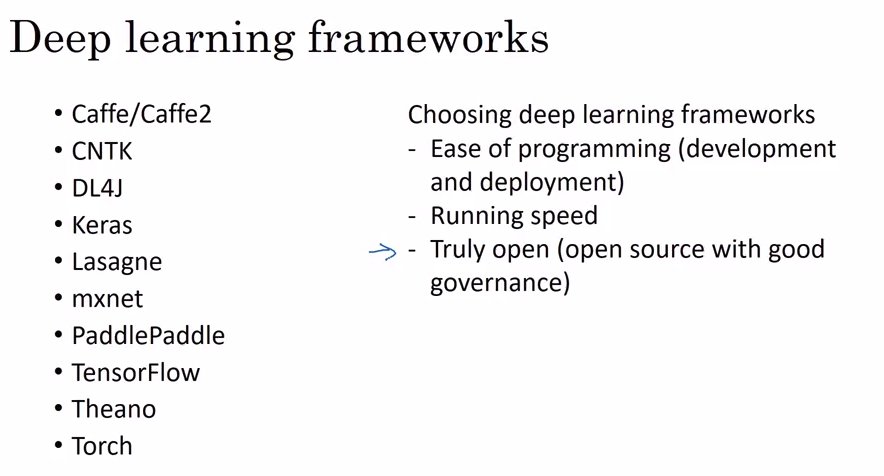 Deep learning frameworks
• Caffe/Caffe2
• CNTK
• DL4J
• Keras
• Lasagne
• mxnet
• PaddlePaddle
• TensorFlow
• Theano
• Torch
Choosing deep learning frameworks
- Ease of programming (development
and deployment)
- Running speed
- Truly open (open source with good
governance)